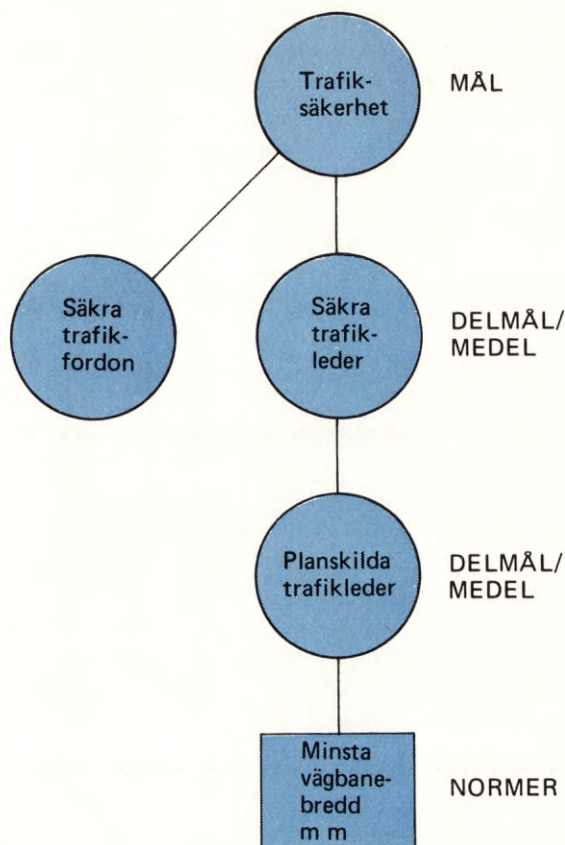 Trafik-
säkerhet
MÅL
Säkra
trafik-
fordon
Säkra
trafik-
leder
DELMÅL/
MEDEL
Planskilda
trafikleder
DELMÅL/
MEDEL
Minsta
vägbane-
bredd
m m
NORMER